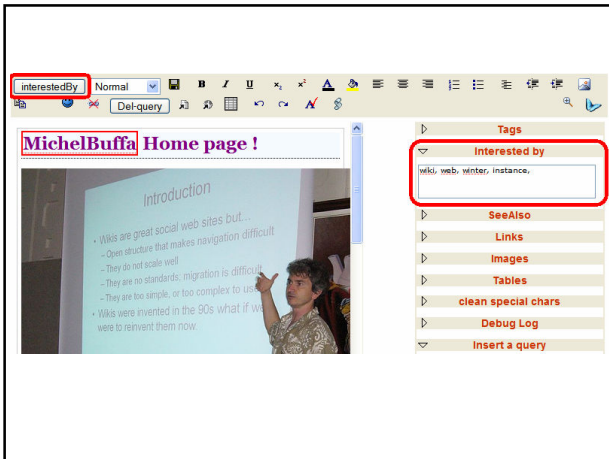 interestedBy Normal B I U x₂ x² A
Del-query
MichelBuffa Home page !
Introduction
• Wikis are great social web sites but...
– Open structure that makes navigation difficult
– They do not scale well
– They are no standards, migration is difficult
– They are too simple, or too complex to use
• Wikis were invented in the 90s what if we
were to reinvent them now.
Tags
Interested by
wiki, web, winter, instance,
SeeAlso
Links
Images
Tables
clean special chars
Debug Log
Insert a query